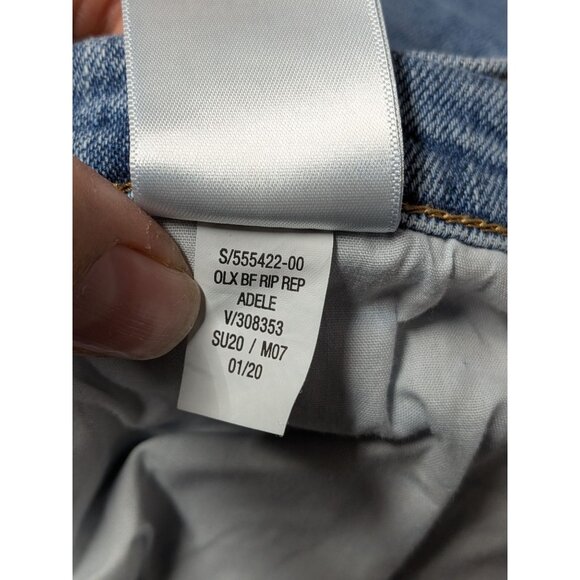 S/555422-00
OLX BF RIP REP
ADELE
V/308353
SU20 / M07
01/20